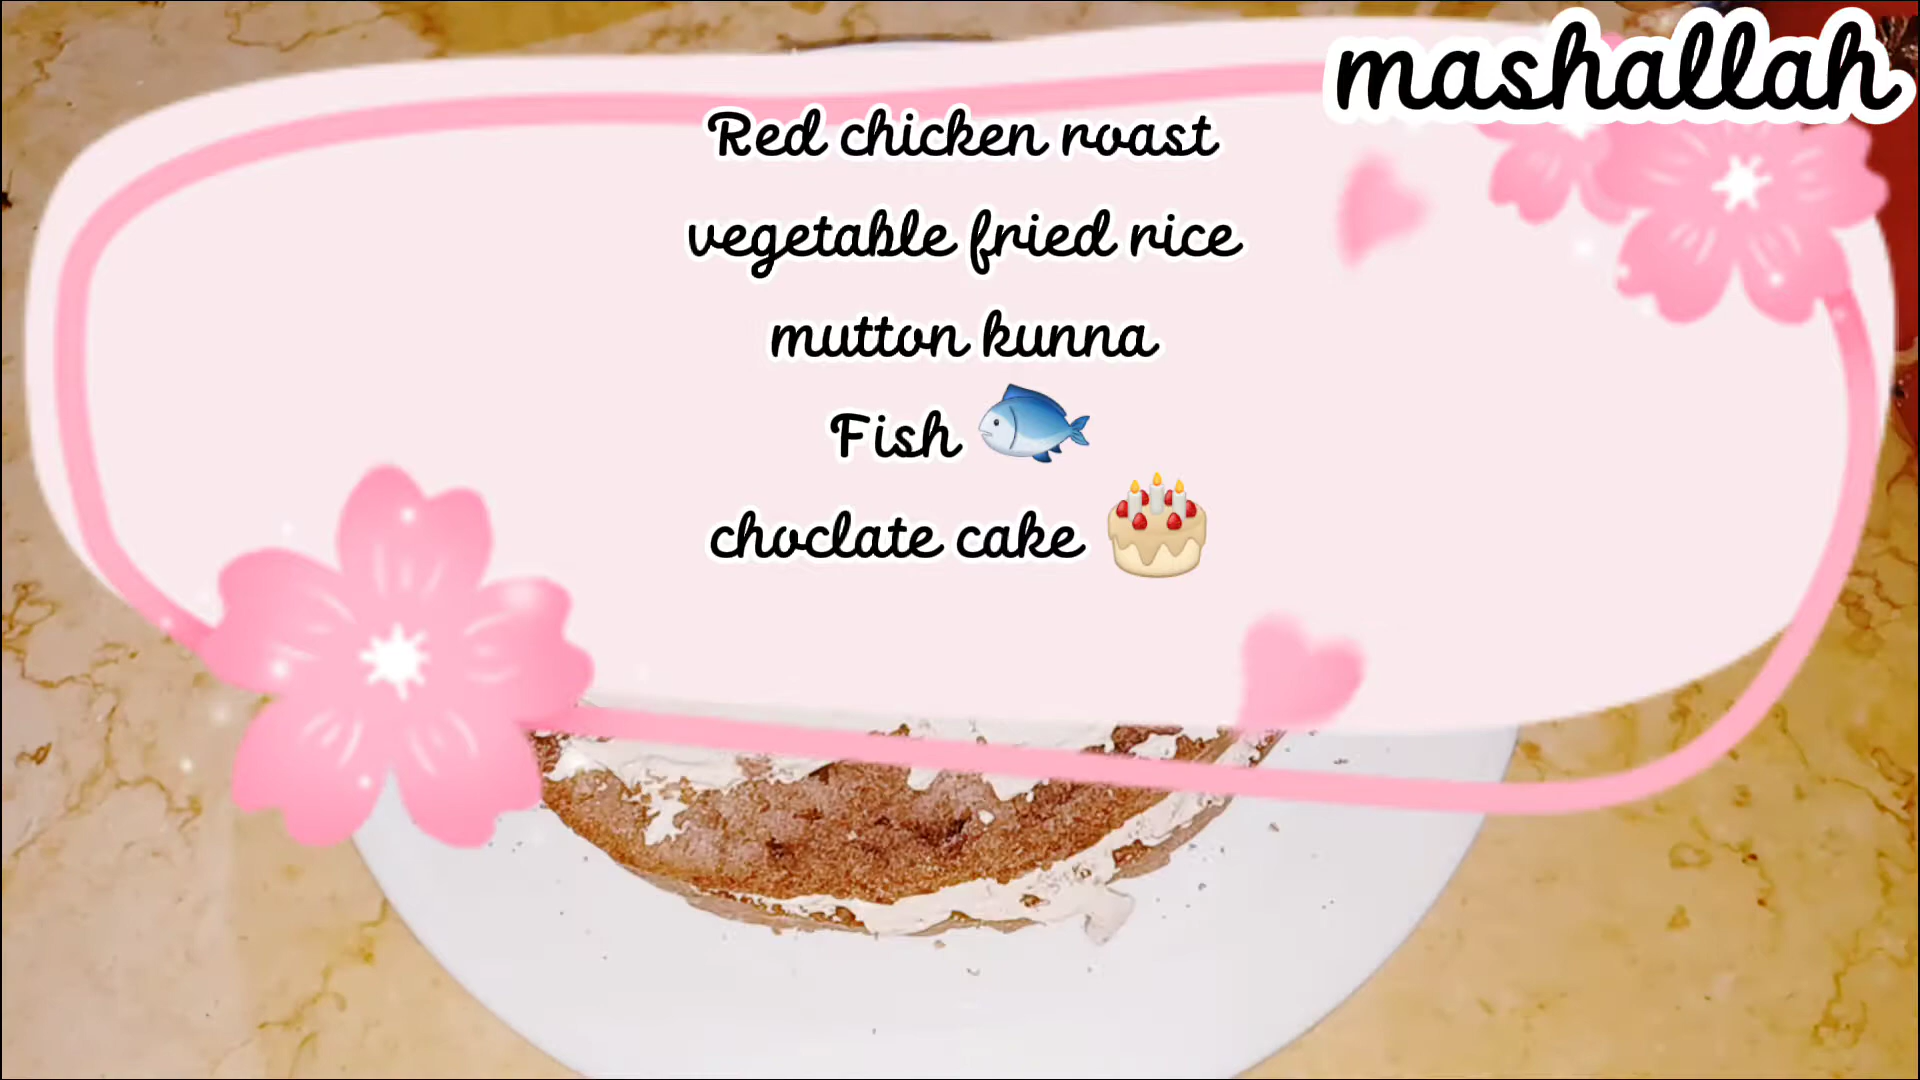 mashallah
Red chicken roast
vegetable fried rice
mutton kunna
Fish 🐟
choclate cake 🎂